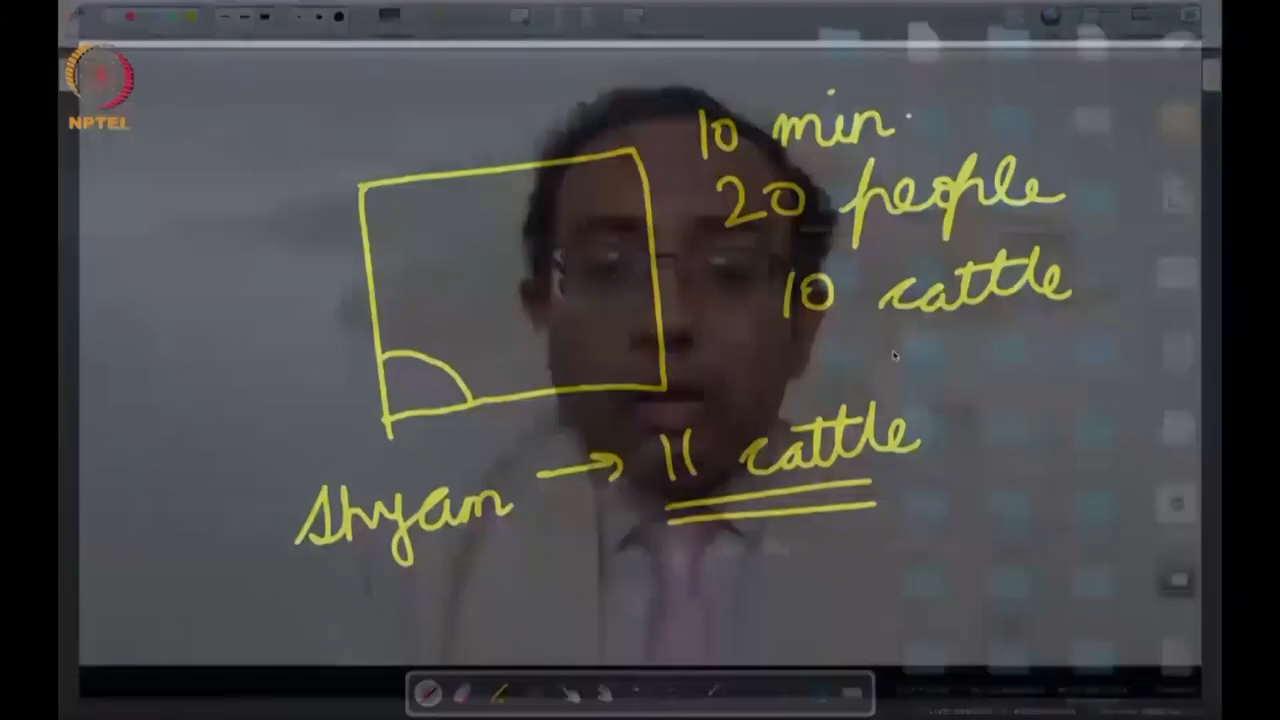 NPTEL
10 min.
20 people
10 cattle
Shyam → 11 cattle